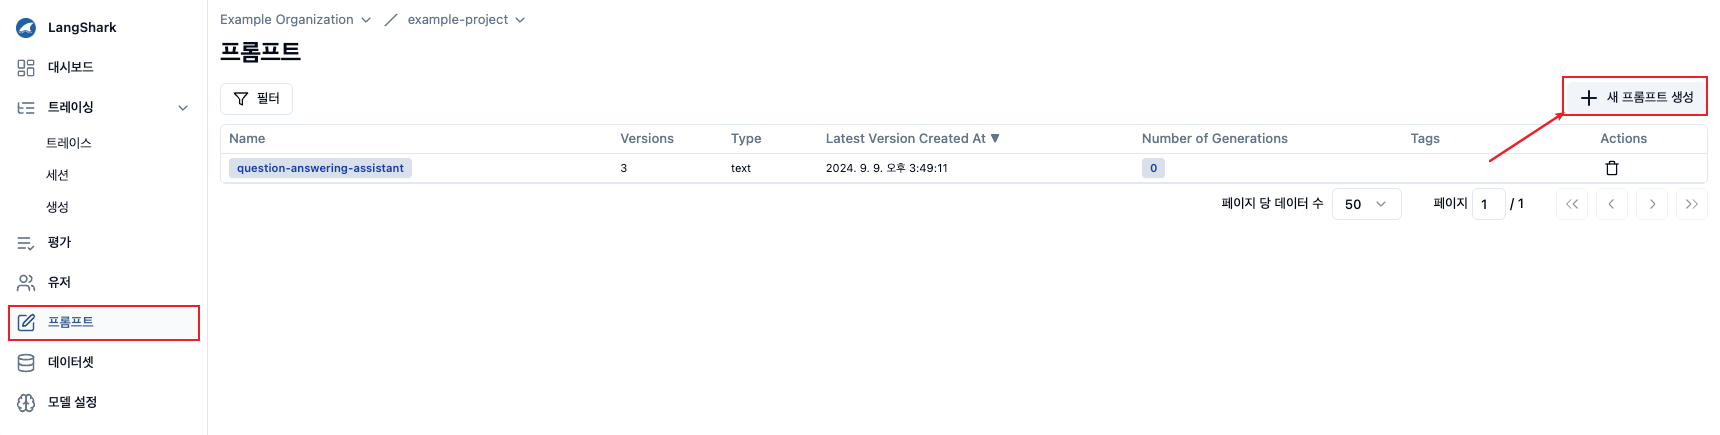 LangShark
대시보드
트레이싱
트레이스
세션
생성
평가
유저
프롬프트
데이터셋
모델 설정
Example Organization / example-project
프롬프트
필터
새 프롬프트 생성
Name Versions Type Latest Version Created At ▼ Number of Generations Tags Actions
question-answering-assistant 3 text 2024. 9. 9. 오후 3:49:11 0
페이지 당 데이터 수 50 페이지 1 / 1